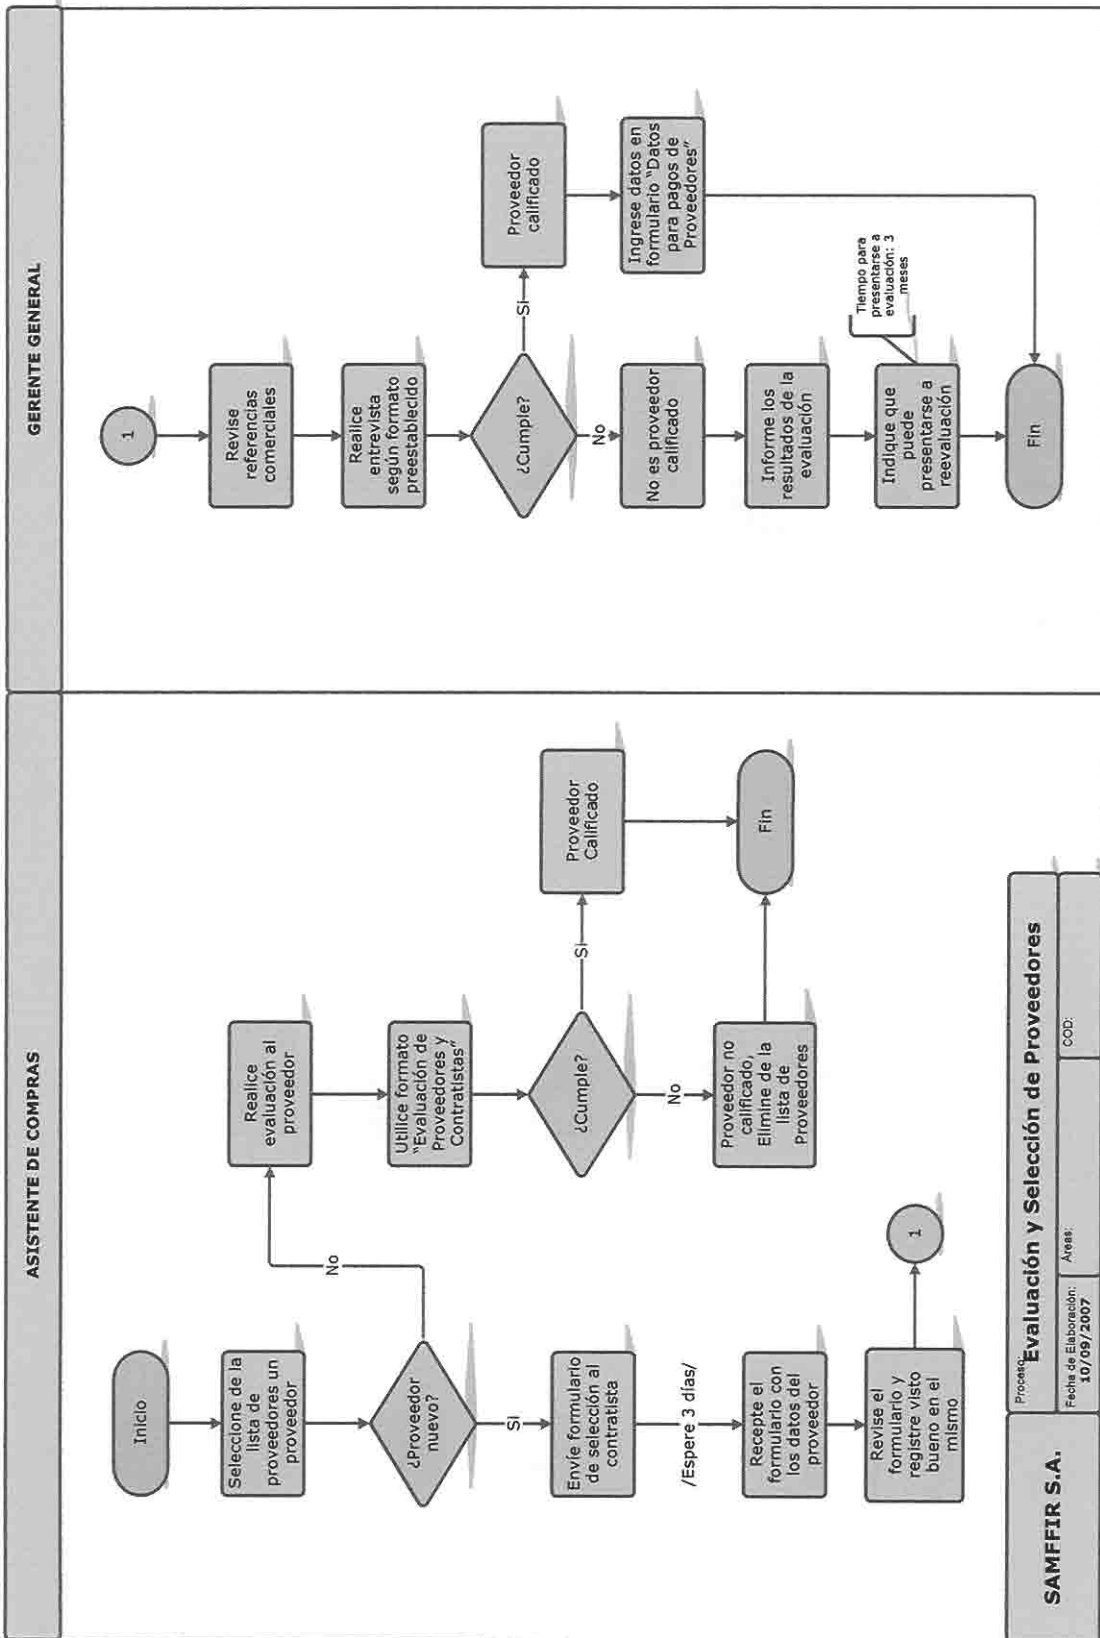 ASISTENTE DE COMPRAS
Inicio
Seleccione de la
lista de
proveedores un
proveedor
¿Proveedor
nuevo?
No
Si
Envíe formulario
de selección al
contratista
/Espere 3 días/
Recepte el
formulario con
los datos del
proveedor
Revise el
formulario y
registre visto
bueno en el
mismo
1
Realice
evaluación al
proveedor
Utilice formato
"Evaluación de
Proveedores y
Contratistas"
¿Cumple?
Si
No
Proveedor
Calificado
Proveedor no
calificado,
Elimine de la
lista de
Proveedores
Fin
GERENTE GENERAL
1
Revise
referencias
comerciales
Realice
entrevista
según formato
preestablecido
¿Cumple?
Si
No
Proveedor
calificado
Ingrese datos en
formulario "Datos
para pagos de
Proveedores"
No es proveedor
calificado
Informe los
resultados de la
evaluación
Indique que
puede
presentarse a
reevaluación
Tiempo para
presentarse a
evaluación: 3
meses
Fin
SAMFFIR S.A.
Proceso:
Evaluación y Selección de Proveedores
Fecha de Elaboración:
10/09/2007
Áreas:
COD: